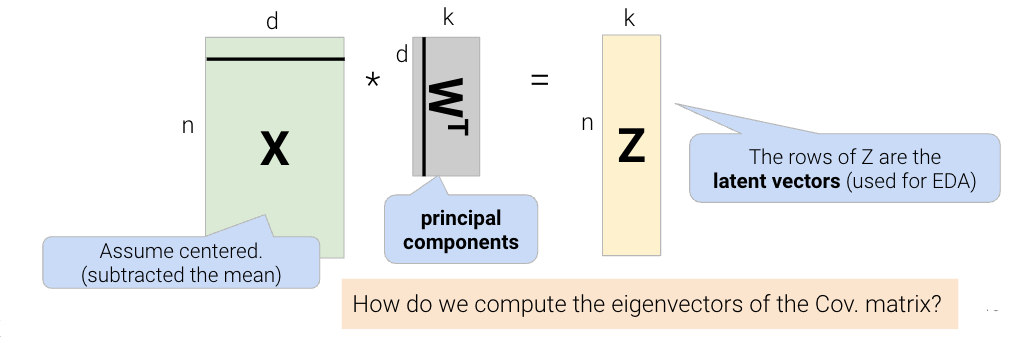 d
k
k
d
n
X
*
Wᵀ
=
n
Z
The rows of Z are the
latent vectors (used for EDA)
principal
components
Assume centered.
(subtracted the mean)
How do we compute the eigenvectors of the Cov. matrix?